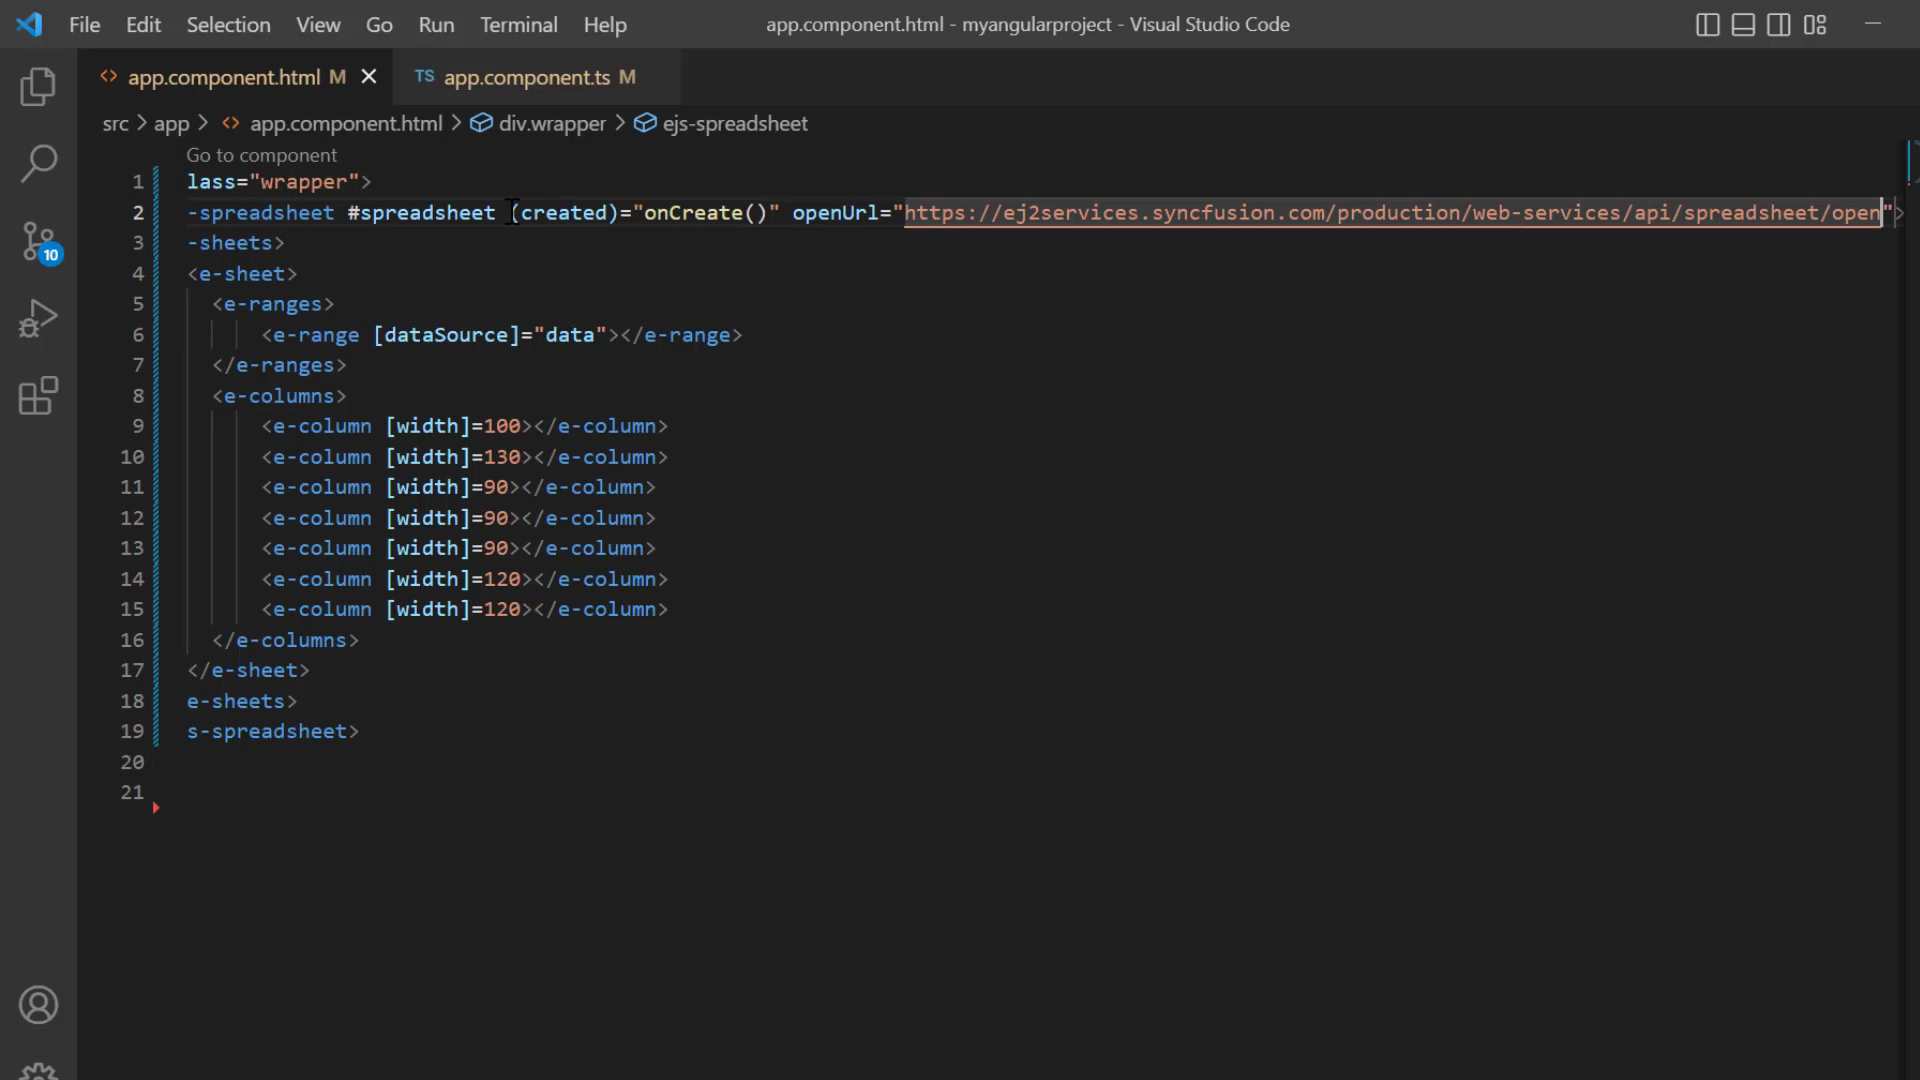 File Edit Selection View Go Run Terminal Help app.component.html - myangularproject - Visual Studio Code
<> app.component.html M × TS app.component.ts M
src > app > <> app.component.html > div.wrapper > ejs-spreadsheet
Go to component
1 lass="wrapper">
2 -spreadsheet #spreadsheet (created)="onCreate()" openUrl="https://ej2services.syncfusion.com/production/web-services/api/spreadsheet/open">
3 -sheets>
4 <e-sheet>
5 <e-ranges>
6 <e-range [dataSource]="data"></e-range>
7 </e-ranges>
8 <e-columns>
9 <e-column [width]=100></e-column>
10 <e-column [width]=130></e-column>
10
11 <e-column [width]=90></e-column>
12 <e-column [width]=90></e-column>
13 <e-column [width]=90></e-column>
14 <e-column [width]=120></e-column>
15 <e-column [width]=120></e-column>
16 </e-columns>
17 </e-sheet>
18 e-sheets>
19 s-spreadsheet>
20
21